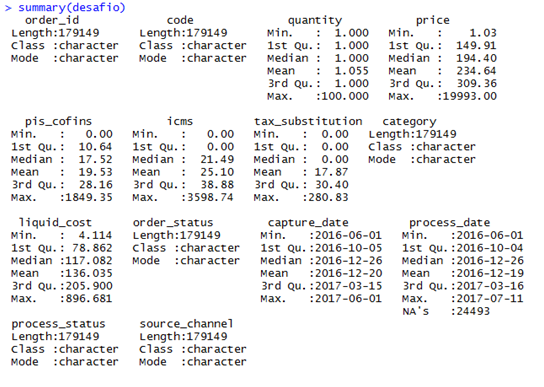 > summary(desafio)
   order_id             code              quantity           price
 Length:179149      Length:179149      Min.   :  1.000   Min.   :    1.03
 Class :character   Class :character   1st Qu.:  1.000   1st Qu.:  149.91
 Mode  :character   Mode  :character   Median :  1.000   Median :  194.40
                                       Mean   :  1.055   Mean   :  234.64
                                       3rd Qu.:  1.000   3rd Qu.:  309.36
                                       Max.   :100.000   Max.   :19993.00
  pis_cofins           icms         tax_substitution   category
 Min.   :   0.00   Min.   :   0.00   Min.   :  0.00   Length:179149
 1st Qu.:  10.64   1st Qu.:   0.00   1st Qu.:  0.00   Class :character
 Median :  17.52   Median :  21.49   Median :  0.00   Mode  :character
 Mean   :  19.53   Mean   :  25.10   Mean   : 17.87
 3rd Qu.:  28.16   3rd Qu.:  38.88   3rd Qu.: 30.40
 Max.   :1849.35   Max.   :3598.74   Max.   :280.83
  liquid_cost      order_status        capture_date         process_date
 Min.   :  4.114   Length:179149      Min.   :2016-06-01   Min.   :2016-06-01
 1st Qu.: 78.862   Class :character   1st Qu.:2016-10-05   1st Qu.:2016-10-04
 Median :117.082   Mode  :character   Median :2016-12-26   Median :2016-12-26
 Mean   :136.035                      Mean   :2016-12-20   Mean   :2016-12-19
 3rd Qu.:205.900                      3rd Qu.:2017-03-15   3rd Qu.:2017-03-16
 Max.   :896.681                      Max.   :2017-06-01   Max.   :2017-07-11
                                                           NA's   :24493
 process_status     source_channel
 Length:179149      Length:179149
 Class :character   Class :character
 Mode  :character   Mode  :character